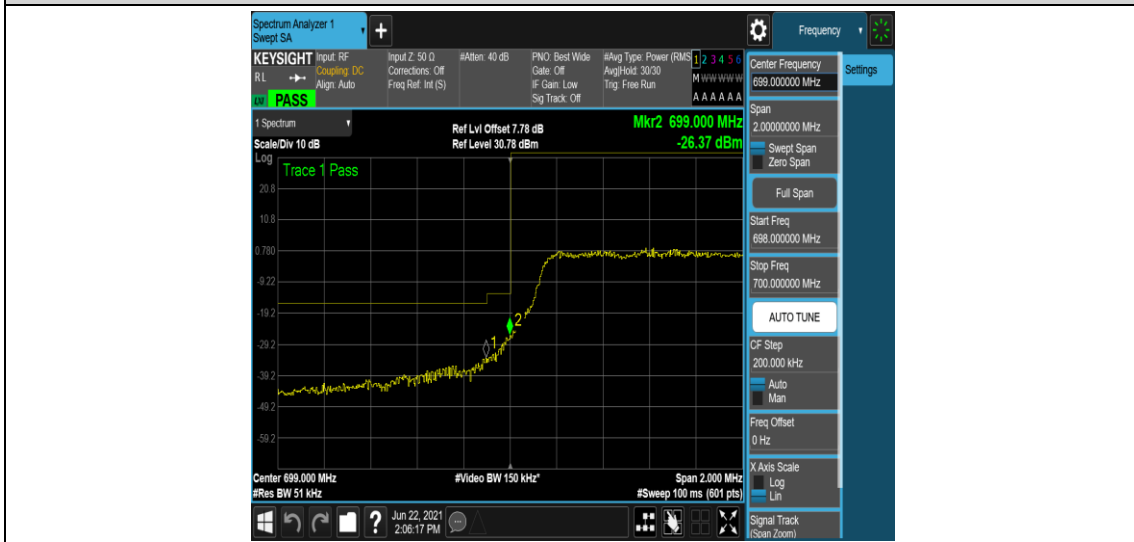 Spectrum Analyzer 1
Swept SA
+
Frequency
KEYSIGHT
R L
PASS
Input: RF
Coupling: DC
Align: Auto
Input Z: 50 Ω
Corrections: Off
Freq Ref: Int (S)
#Atten: 40 dB
PNO: Best Wide
Gate: Off
IF Gain: Low
Sig Track: Off
#Avg Type: Power (RMS
Avg|Hold: 30/30
Trig: Free Run
1 2 3 4 5 6
M W W W W W
A A A A A A
1 Spectrum
Scale/Div 10 dB
Ref Lvl Offset 7.78 dB
Ref Level 30.78 dBm
Mkr2 699.000 MHz
-26.37 dBm
Log
Trace 1 Pass
20.8
10.8
0.780
-9.22
-19.2
-29.2
-39.2
-49.2
-59.2
1
2
Center 699.000 MHz
#Res BW 51 kHz
#Video BW 150 kHz*
Span 2.000 MHz
#Sweep 100 ms (601 pts)
Jun 22, 2021
2:06:17 PM
Center Frequency
699.000000 MHz
Settings
Span
2.00000000 MHz
Swept Span
Zero Span
Full Span
Start Freq
698.000000 MHz
Stop Freq
700.000000 MHz
AUTO TUNE
CF Step
200.000 kHz
Auto
Man
Freq Offset
0 Hz
X Axis Scale
Log
Lin
Signal Track
(Span Zoom)